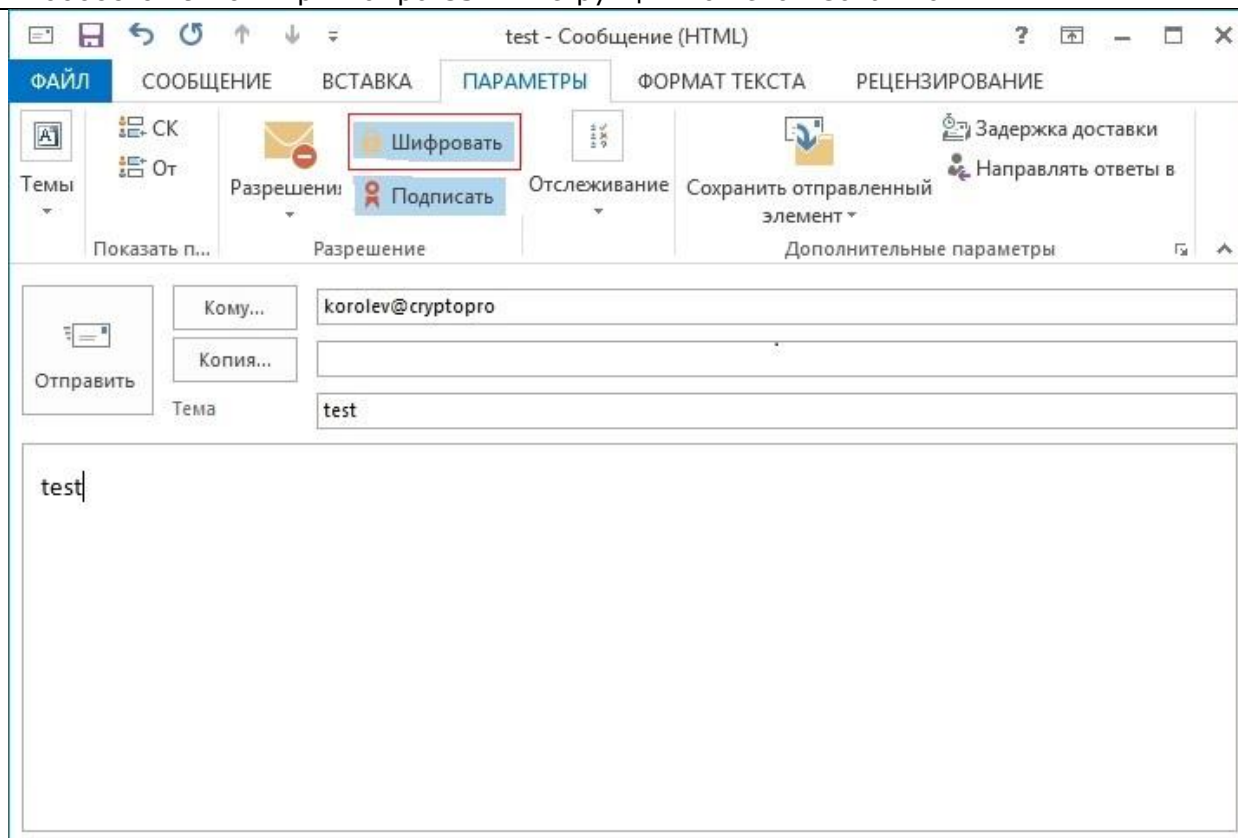 test - Сообщение (HTML)
ФАЙЛ СООБЩЕНИЕ ВСТАВКА ПАРАМЕТРЫ ФОРМАТ ТЕКСТА РЕЦЕНЗИРОВАНИЕ
СК Шифровать Задержка доставки
От Подписать Направлять ответы в
Темы Разрешени Отслеживание Сохранить отправленный
элемент
Показать п... Разрешение Дополнительные параметры
Кому... korolev@cryptopro
Копия...
Отправить
Тема test
test